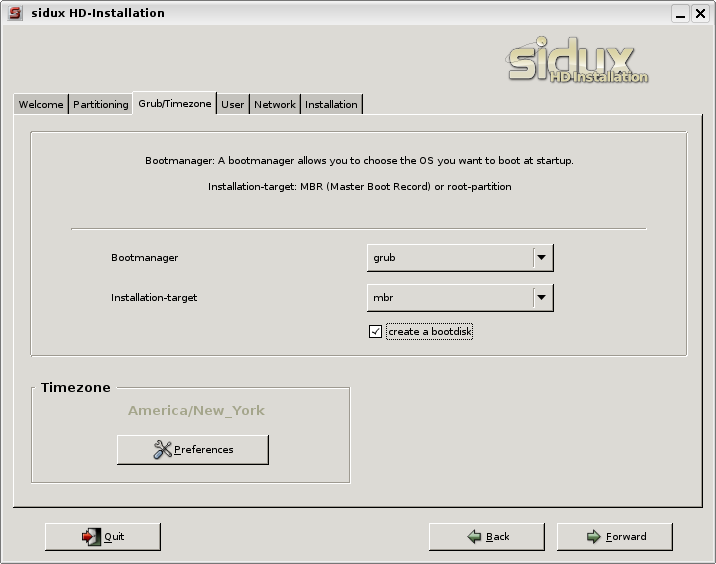 sidux HD-Installation
sidux
HD-Installation
Welcome Partitioning Grub/Timezone User Network Installation
Bootmanager: A bootmanager allows you to choose the OS you want to boot at startup.
Installation-target: MBR (Master Boot Record) or root-partition
Bootmanager grub
Installation-target mbr
create a bootdisk
Timezone
America/New_York
Preferences
Quit Back Forward